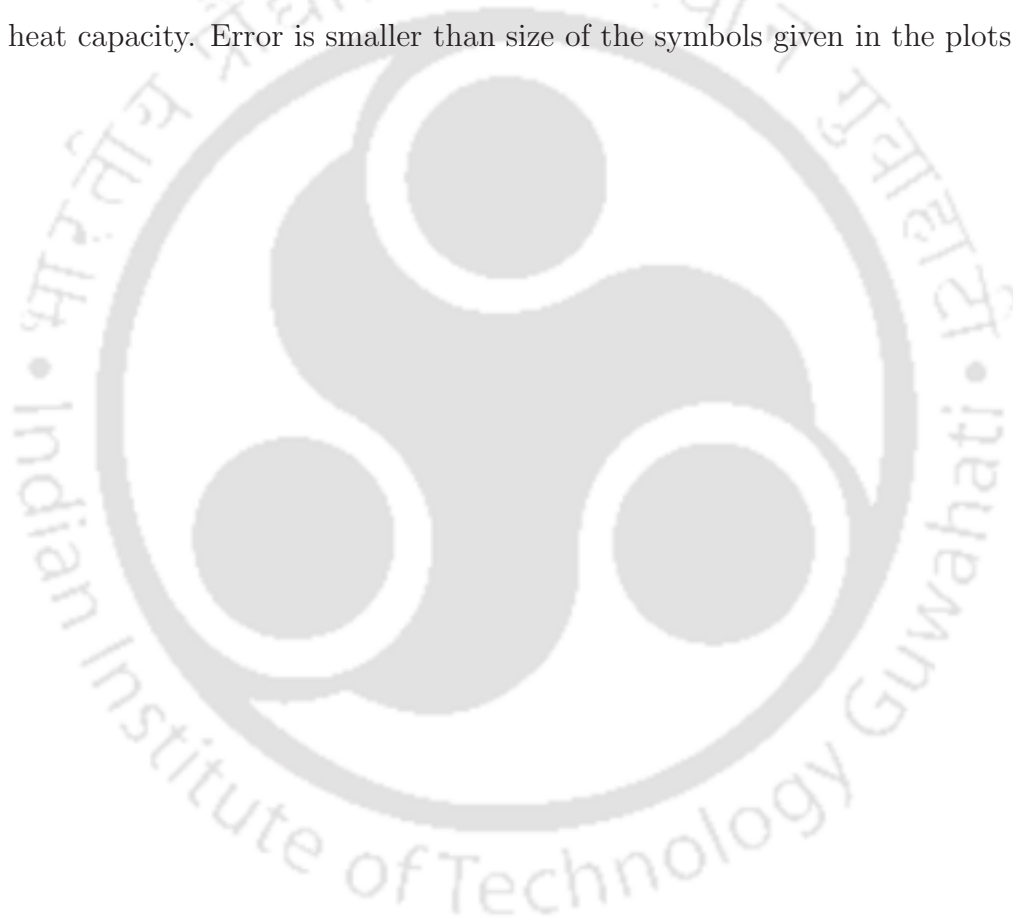 heat capacity. Error is smaller than size of the symbols given in the plots
गुवाहाटी
भारतीय
• Indian Institute of Technology Guwahati •